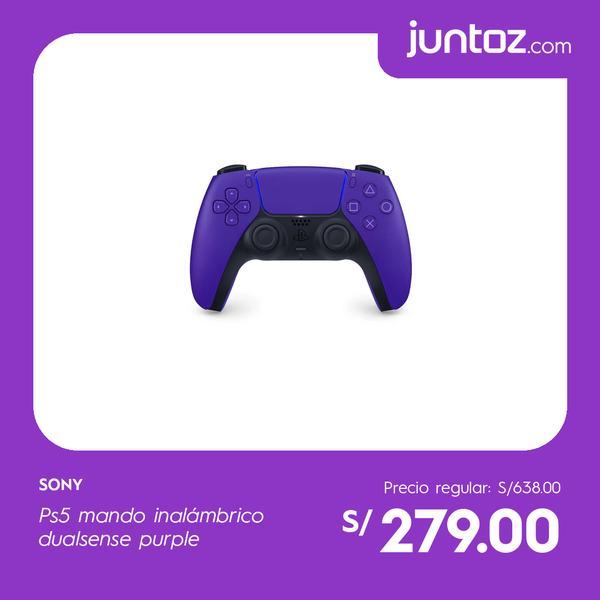 juntoz.com
SONY
Ps5 mando inalámbrico
dualsense purple
Precio regular: S/638.00
S/ 279.00